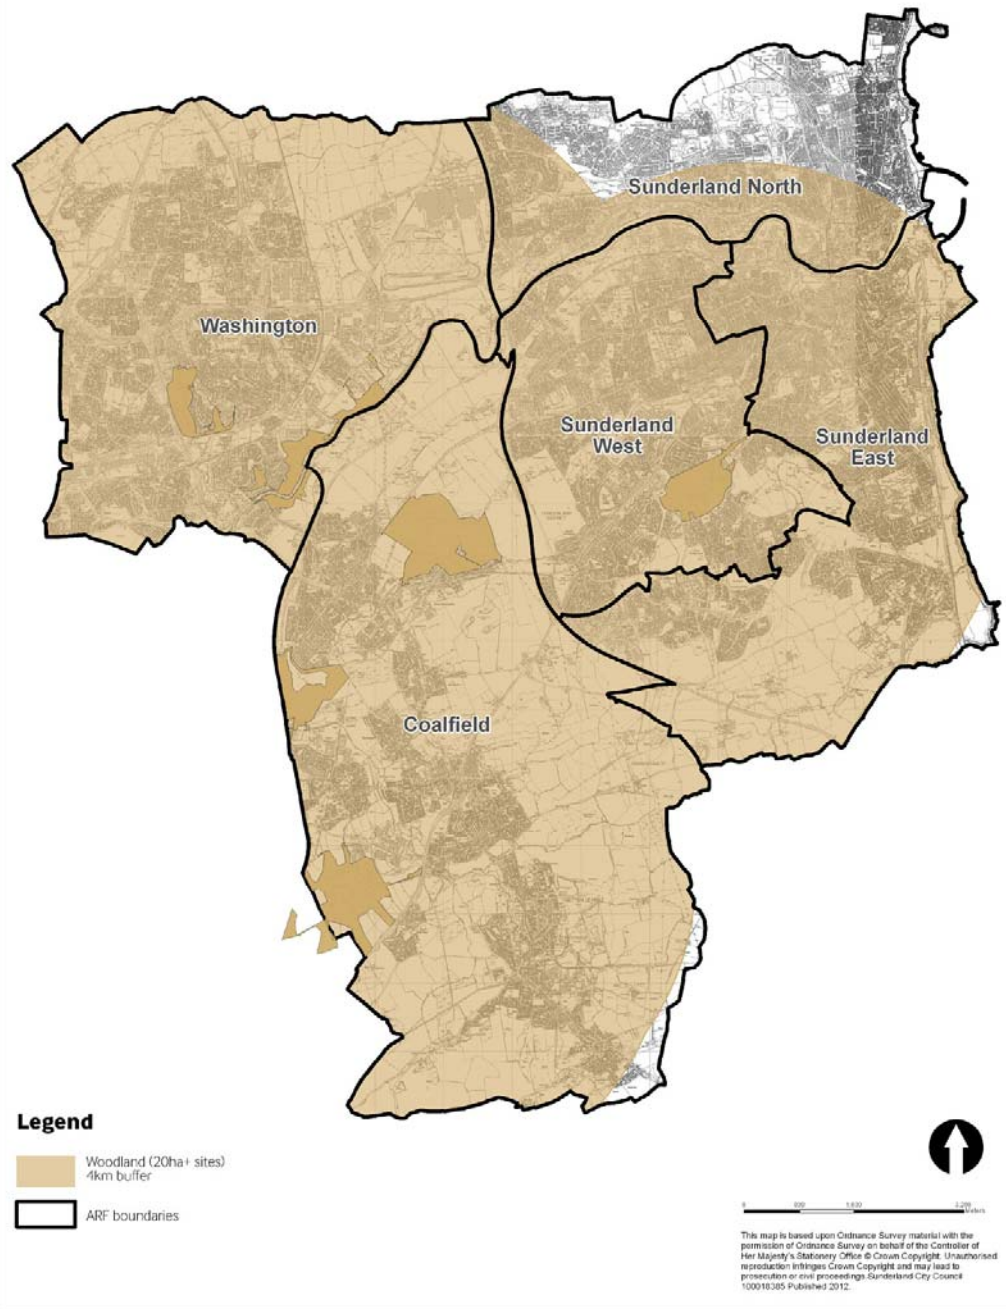 Sunderland North
Washington
Sunderland
West
Sunderland
East
Coalfield
Legend
Woodland (20ha+ sites)
4km buffer
ARF boundaries
0
Meters
This map is based upon Ordnance Survey material with the
permission of Ordnance Survey on behalf of the Controller of
Her Majesty's Stationery Office © Crown Copyright. Unauthorised
reproduction infringes Crown Copyright and may lead to
prosecution or civil proceedings. Sunderland City Council
100018385 Published 2012.